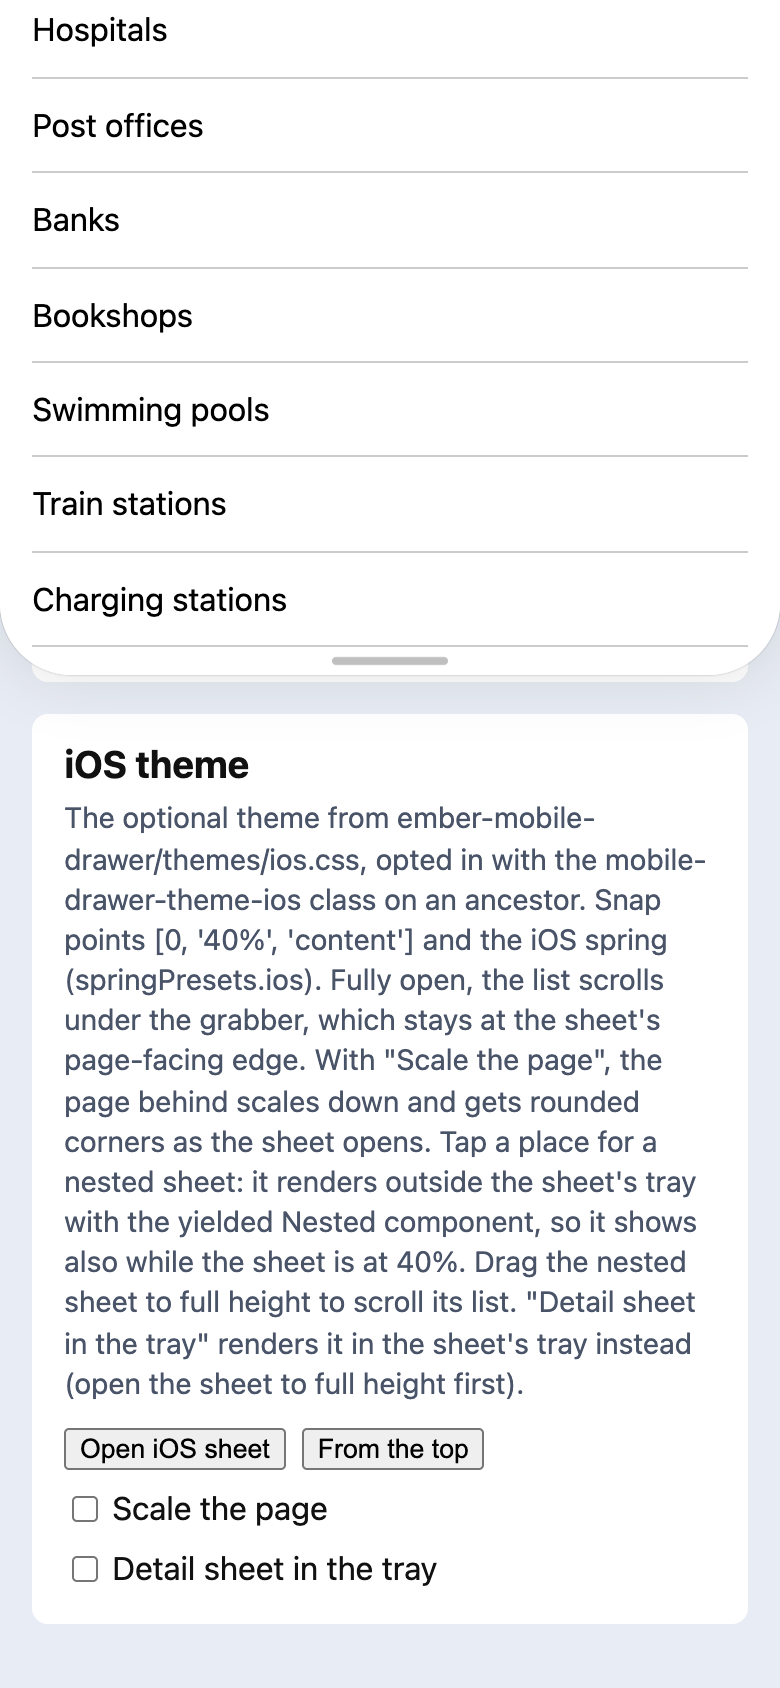 Hospitals
Post offices
Banks
Bookshops
Swimming pools
Train stations
Charging stations
iOS theme
The optional theme from ember-mobile-
drawer/themes/ios.css, opted in with the mobile-
drawer-theme-ios class on an ancestor. Snap
points [0, '40%', 'content'] and the iOS spring
(springPresets.ios). Fully open, the list scrolls
under the grabber, which stays at the sheet's
page-facing edge. With "Scale the page", the
page behind scales down and gets rounded
corners as the sheet opens. Tap a place for a
nested sheet: it renders outside the sheet's tray
with the yielded Nested component, so it shows
also while the sheet is at 40%. Drag the nested
sheet to full height to scroll its list. "Detail sheet
in the tray" renders it in the sheet's tray instead
(open the sheet to full height first).
Open iOS sheet From the top
Scale the page
Detail sheet in the tray